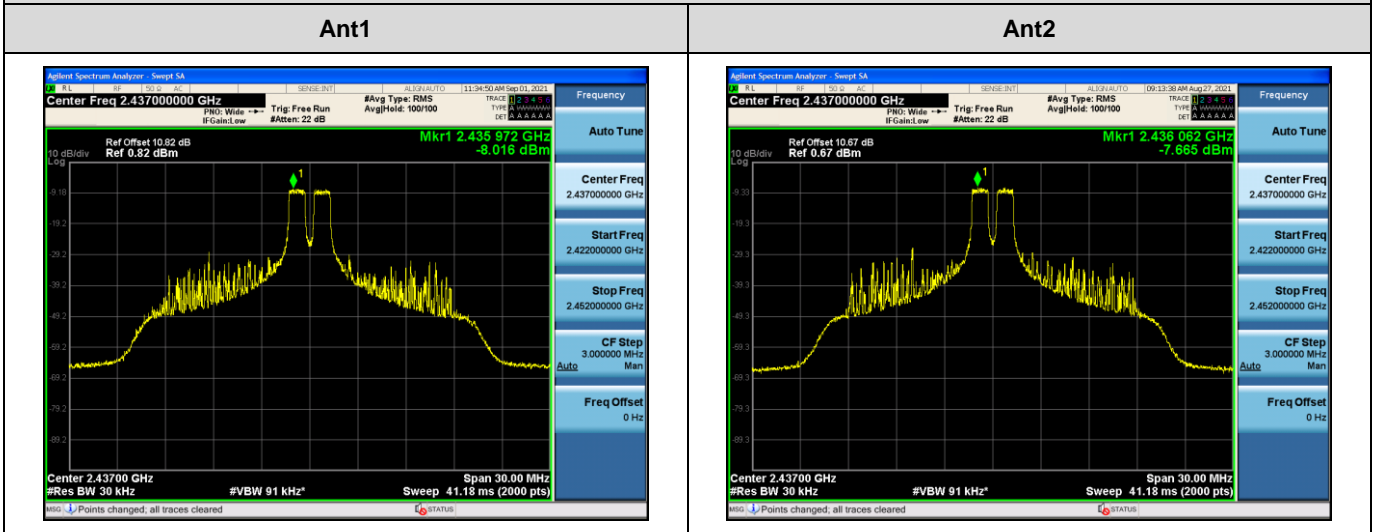 Ant1
Ant2
Agilent Spectrum Analyzer - Swept SA
RL RF 50 Ω AC SENSE:INT ALIGNAUTO 11:34:50 AM Sep 01, 2021
Center Freq 2.437000000 GHz
PNO: Wide
IFGain:Low
Trig: Free Run
#Atten: 22 dB
#Avg Type: RMS
Avg|Hold: 100/100
TRACE 1 2 3 4 5 6
TYPE A
DET A A A A A A
Mkr1 2.435 972 GHz
-8.016 dBm
Ref Offset 10.82 dB
Ref 0.82 dBm
10 dB/div
Log
1
-9.18
-19.2
-29.2
-39.2
-49.2
-59.2
-69.2
-79.2
-89.2
Center 2.43700 GHz
Span 30.00 MHz
#Res BW 30 kHz
#VBW 91 kHz*
Sweep 41.18 ms (2000 pts)
MSG Points changed; all traces cleared
STATUS
Frequency
Auto Tune
Center Freq
2.437000000 GHz
Start Freq
2.422000000 GHz
Stop Freq
2.452000000 GHz
CF Step
3.000000 MHz
Auto Man
Freq Offset
0 Hz
Agilent Spectrum Analyzer - Swept SA
RL RF 50 Ω AC SENSE:INT ALIGNAUTO 09:13:38 AM Aug 27, 2021
Center Freq 2.437000000 GHz
PNO: Wide
IFGain:Low
Trig: Free Run
#Atten: 22 dB
#Avg Type: RMS
Avg|Hold: 100/100
TRACE 1 2 3 4 5 6
TYPE A
DET A A A A A A
Mkr1 2.436 062 GHz
-7.665 dBm
Ref Offset 10.67 dB
Ref 0.67 dBm
10 dB/div
Log
1
-9.33
-19.3
-29.3
-39.3
-49.3
-59.3
-69.3
-79.3
-89.3
Center 2.43700 GHz
Span 30.00 MHz
#Res BW 30 kHz
#VBW 91 kHz*
Sweep 41.18 ms (2000 pts)
MSG Points changed; all traces cleared
STATUS
Frequency
Auto Tune
Center Freq
2.437000000 GHz
Start Freq
2.422000000 GHz
Stop Freq
2.452000000 GHz
CF Step
3.000000 MHz
Auto Man
Freq Offset
0 Hz